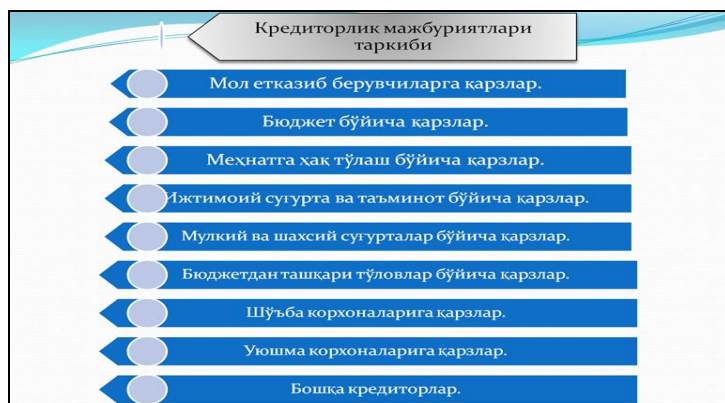 Кредиторлик мажбуриятлари
таркиби
Мол етказиб берувчиларга қарзлар.
Бюджет бўйича қарзлар.
Меҳнатга ҳақ тўлаш бўйича қарзлар.
Ижтимоий суғурта ва таъминот бўйича қарзлар.
Мулкий ва шахсий суғурталар бўйича қарзлар.
Бюджетдан ташқари тўловлар бўйича қарзлар.
Шўъба корхоналарига қарзлар.
Уюшма корхоналарига қарзлар.
Бошқа кредиторлар.